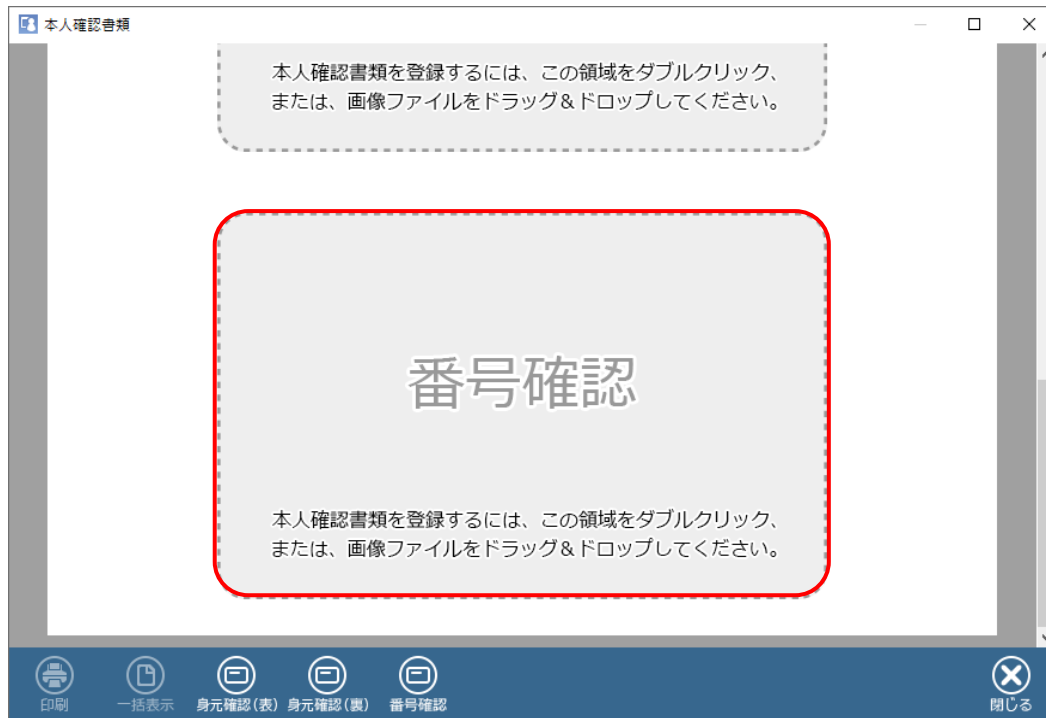 本人確認書類
本人確認書類を登録するには、この領域をダブルクリック、
または、画像ファイルをドラッグ&ドロップしてください。
番号確認
本人確認書類を登録するには、この領域をダブルクリック、
または、画像ファイルをドラッグ&ドロップしてください。
印刷
一括表示
身元確認(表)
身元確認(裏)
番号確認
閉じる